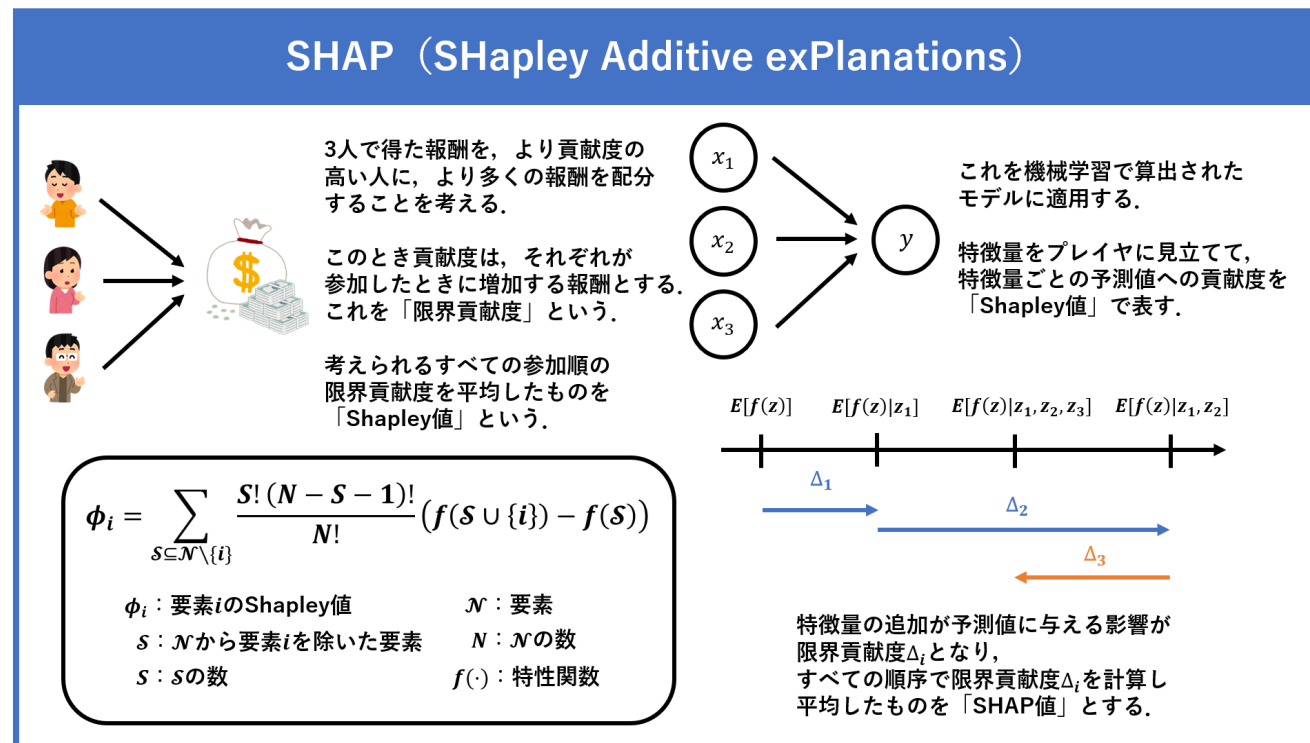 SHAP（SHapley Additive exPlanations）
3人で得た報酬を，より貢献度の
高い人に，より多くの報酬を配分
することを考える．
このとき貢献度は，それぞれが
参加したときに増加する報酬とする．
これを「限界貢献度」という．
考えられるすべての参加順の
限界貢献度を平均したものを
「Shapley値」という．
$
𝝓ᵢ = ∑_{𝓢⊆𝓝∖{i}} S! (N − S − 1)! / N! (f(𝓢 ∪ {i}) − f(𝓢))
𝝓ᵢ：要素iのShapley値
𝓝：要素
𝓢：𝓝から要素iを除いた要素
N：𝓝の数
S：𝓢の数
f(·)：特性関数
x₁
x₂
x₃
y
これを機械学習で算出された
モデルに適用する．
特徴量をプレイヤに見立てて，
特徴量ごとの予測値への貢献度を
「Shapley値」で表す．
E[f(z)] E[f(z)|z₁] E[f(z)|z₁, z₂, z₃] E[f(z)|z₁, z₂]
Δ₁
Δ₂
Δ₃
特徴量の追加が予測値に与える影響が
限界貢献度Δᵢとなり，
すべての順序で限界貢献度Δᵢを計算し
平均したものを「SHAP値」とする．